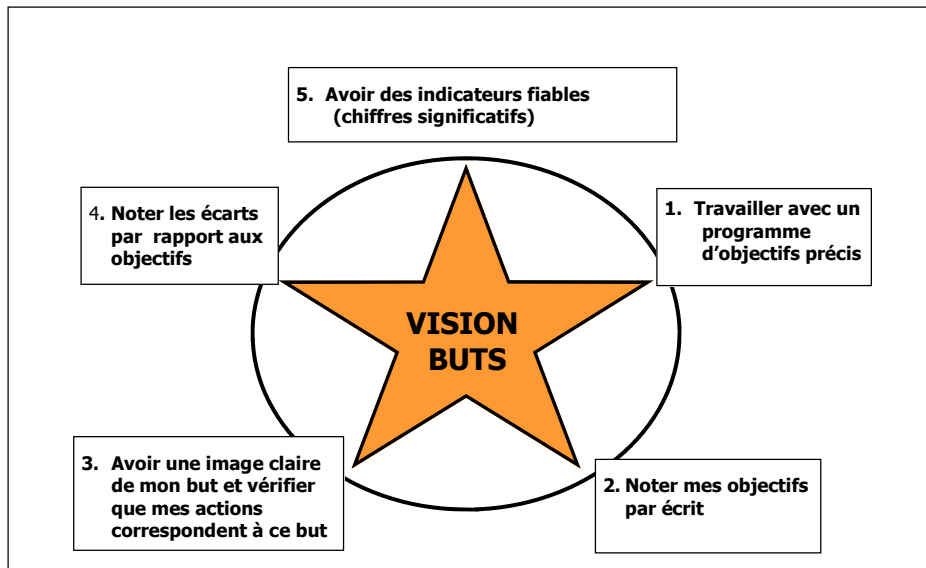 5. Avoir des indicateurs fiables
(chiffres significatifs)
4. Noter les écarts
par rapport aux
objectifs
1. Travailler avec un
programme
d'objectifs précis
VISION
BUTS
3. Avoir une image claire
de mon but et vérifier
que mes actions
correspondent à ce but
2. Noter mes objectifs
par écrit